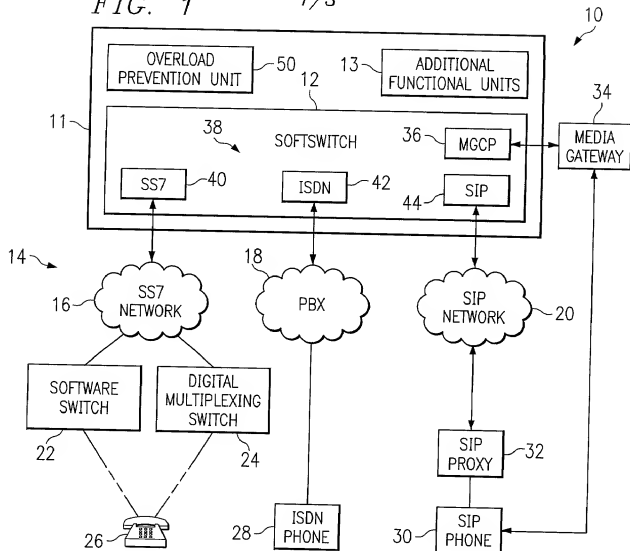 FIG. 1
1/3
10
OVERLOAD
PREVENTION UNIT
50
13
ADDITIONAL
FUNCTIONAL UNITS
12
34
11
38
SOFTSWITCH
36
MGCP
MEDIA
GATEWAY
SS7
40
ISDN
42
44
SIP
14
16
SS7
NETWORK
18
PBX
SIP
NETWORK
20
SOFTWARE
SWITCH
22
DIGITAL
MULTIPLEXING
SWITCH
24
SIP
PROXY
32
26
28
ISDN
PHONE
30
SIP
PHONE